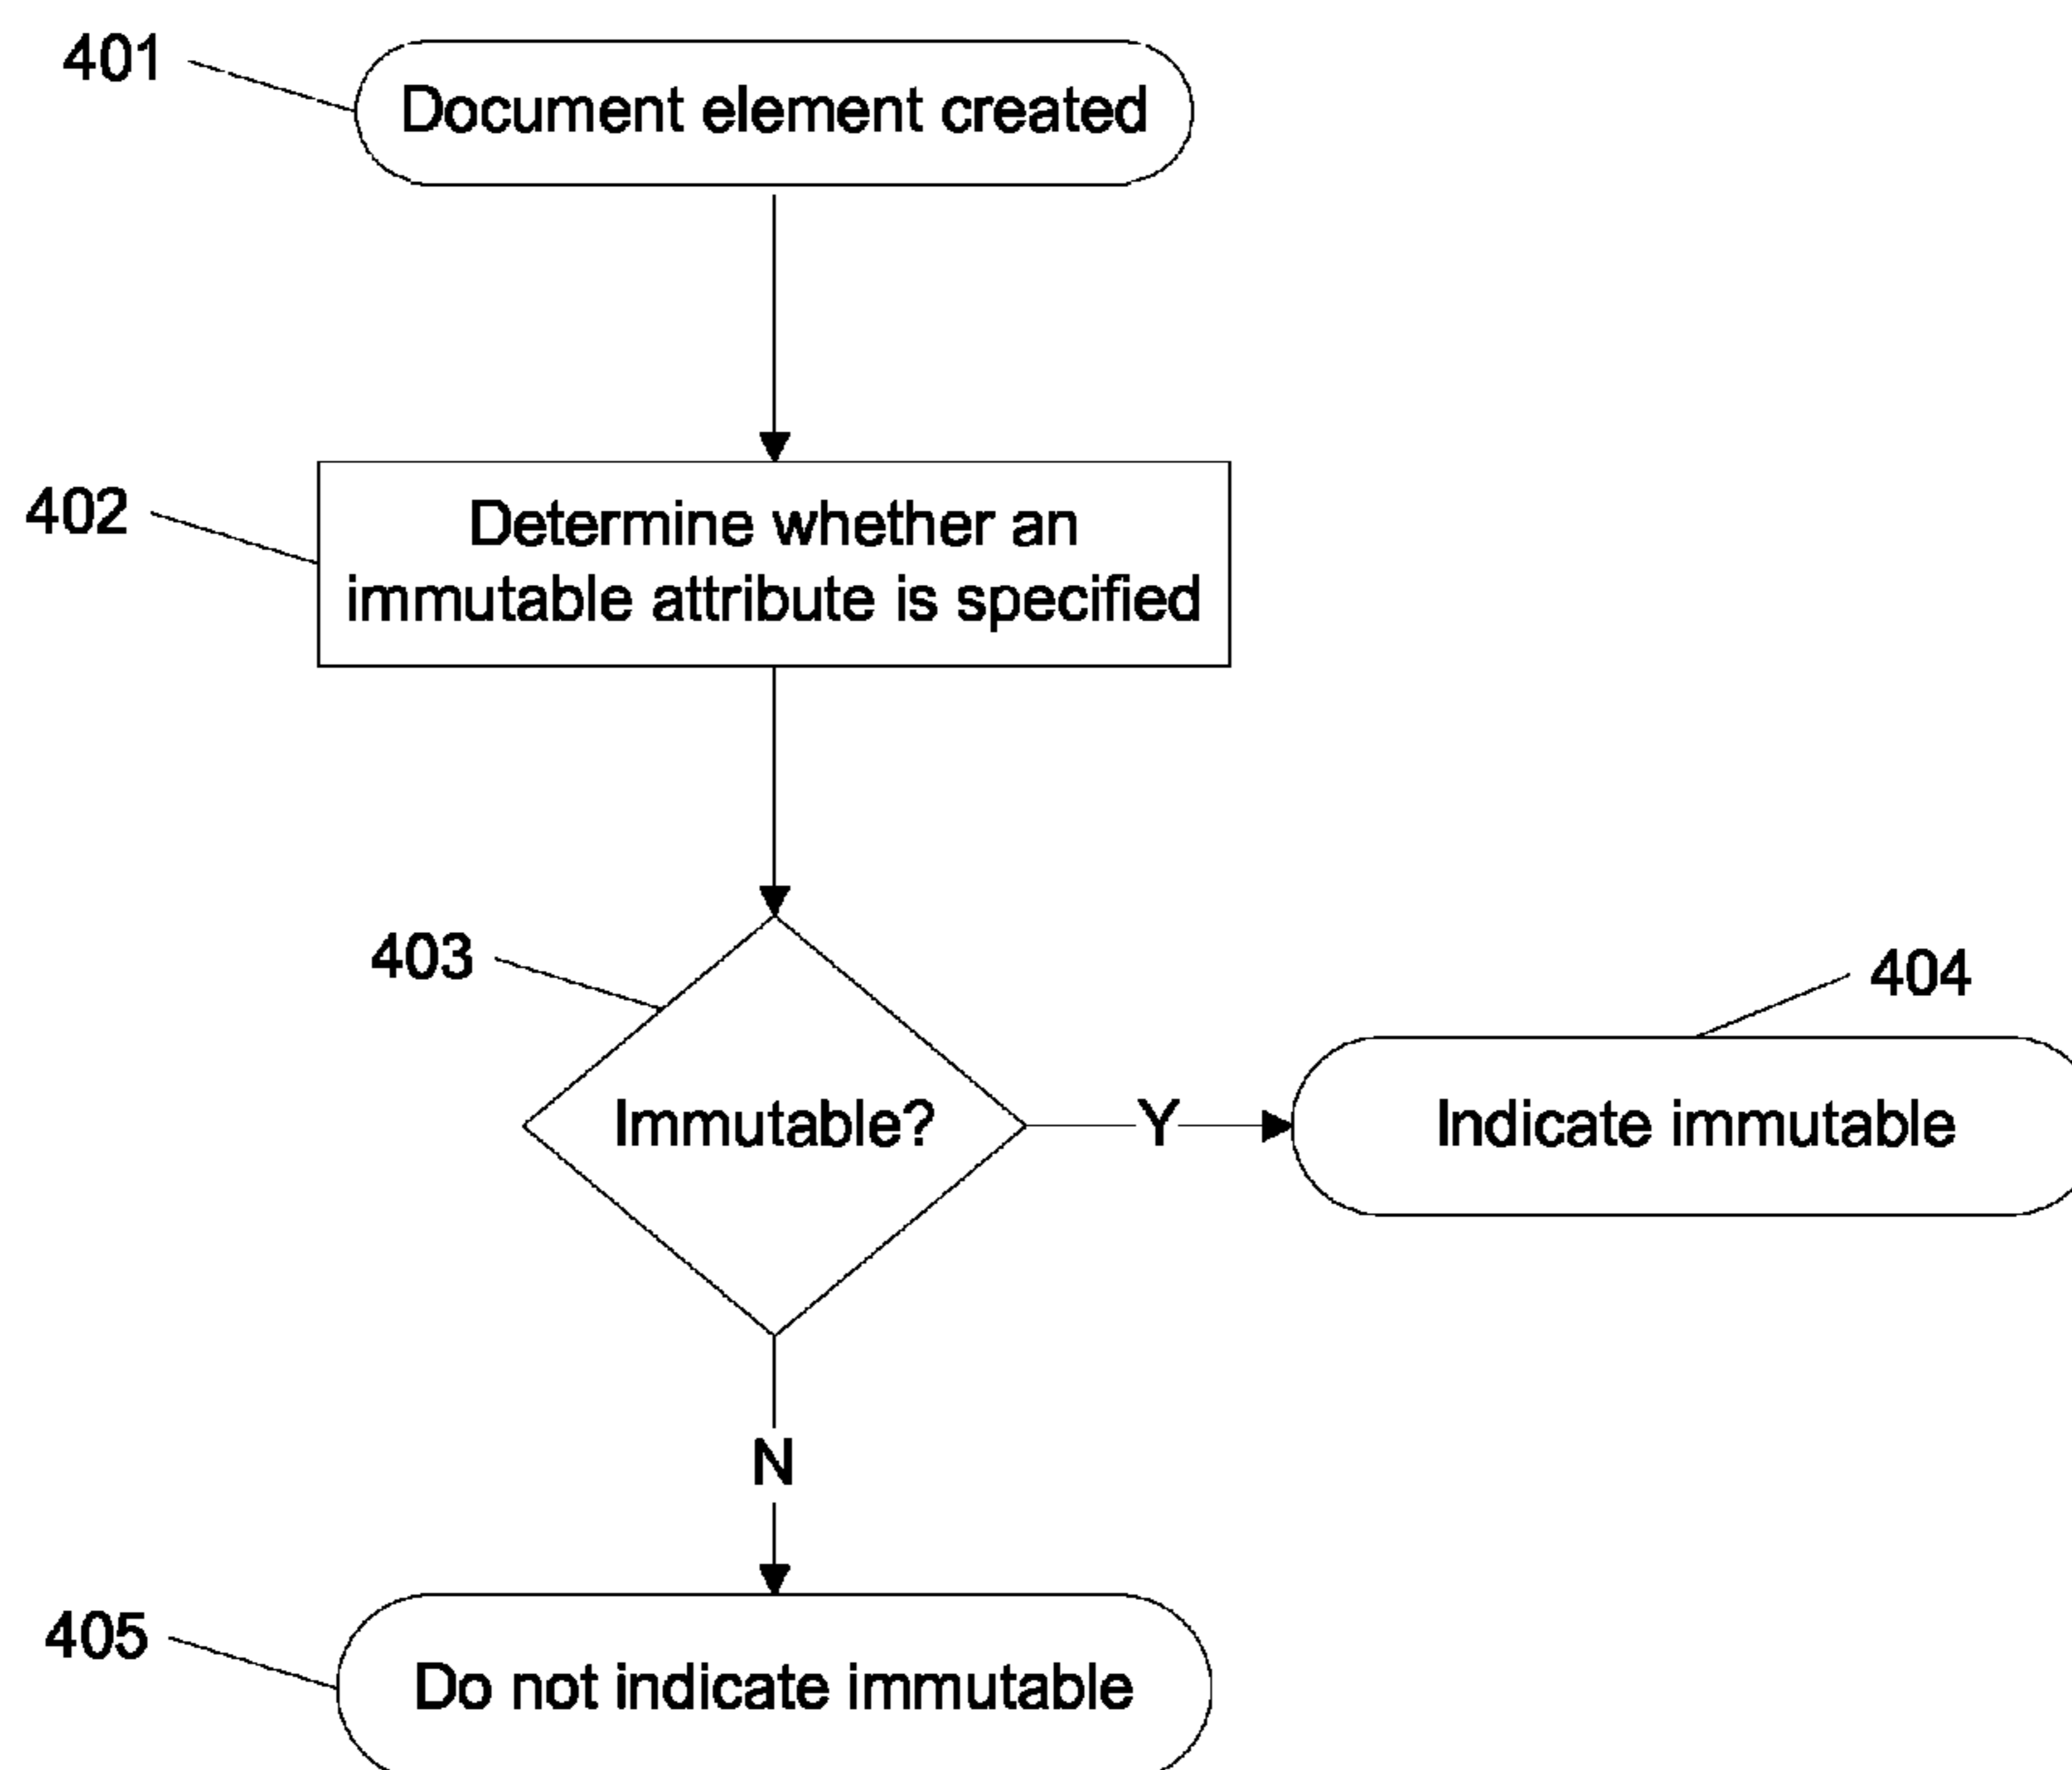 401
Document element created
402
Determine whether an
immutable attribute is specified
403
Immutable?
Y
404
Indicate immutable
N
405
Do not indicate immutable